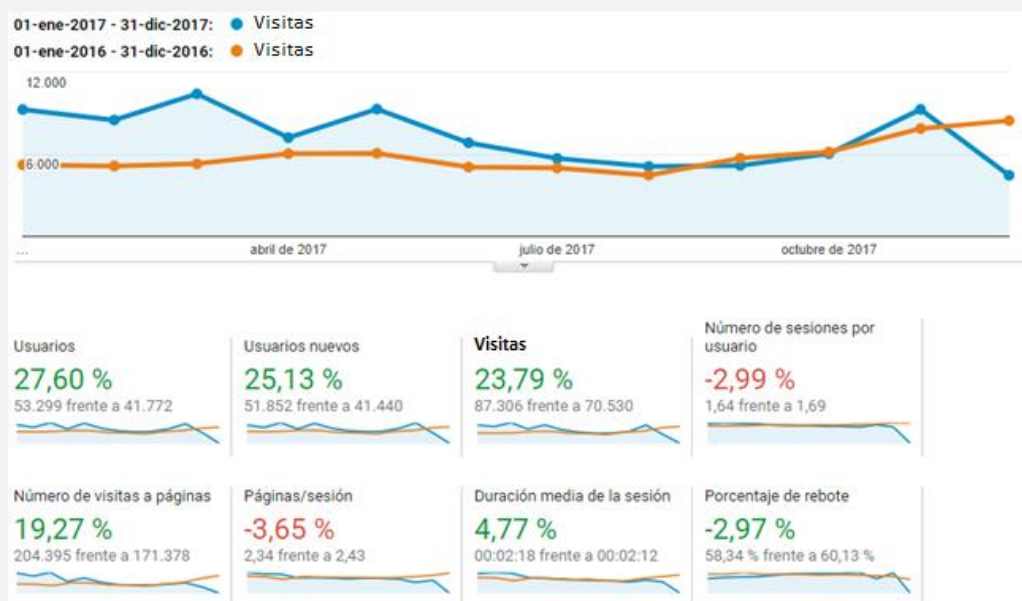 01-ene-2017 - 31-dic-2017: Visitas
01-ene-2016 - 31-dic-2016: Visitas
12.000
6.000
... abril de 2017 julio de 2017 octubre de 2017
Usuarios
27,60 %
53.299 frente a 41.772
Usuarios nuevos
25,13 %
51.852 frente a 41.440
Visitas
23,79 %
87.306 frente a 70.530
Número de sesiones por
usuario
-2,99 %
1,64 frente a 1,69
Número de visitas a páginas
19,27 %
204.395 frente a 171.378
Páginas/sesión
-3,65 %
2,34 frente a 2,43
Duración media de la sesión
4,77 %
00:02:18 frente a 00:02:12
Porcentaje de rebote
-2,97 %
58,34 % frente a 60,13 %